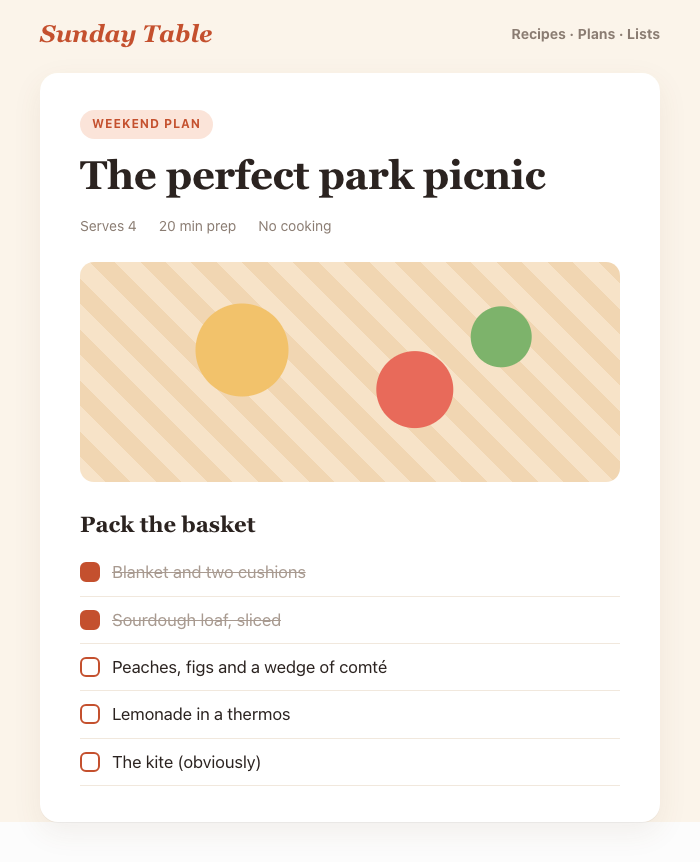 Sunday Table
Recipes · Plans · Lists
WEEKEND PLAN
The perfect park picnic
Serves 4 20 min prep No cooking
Pack the basket
Blanket and two cushions
Sourdough loaf, sliced
Peaches, figs and a wedge of comté
Lemonade in a thermos
The kite (obviously)